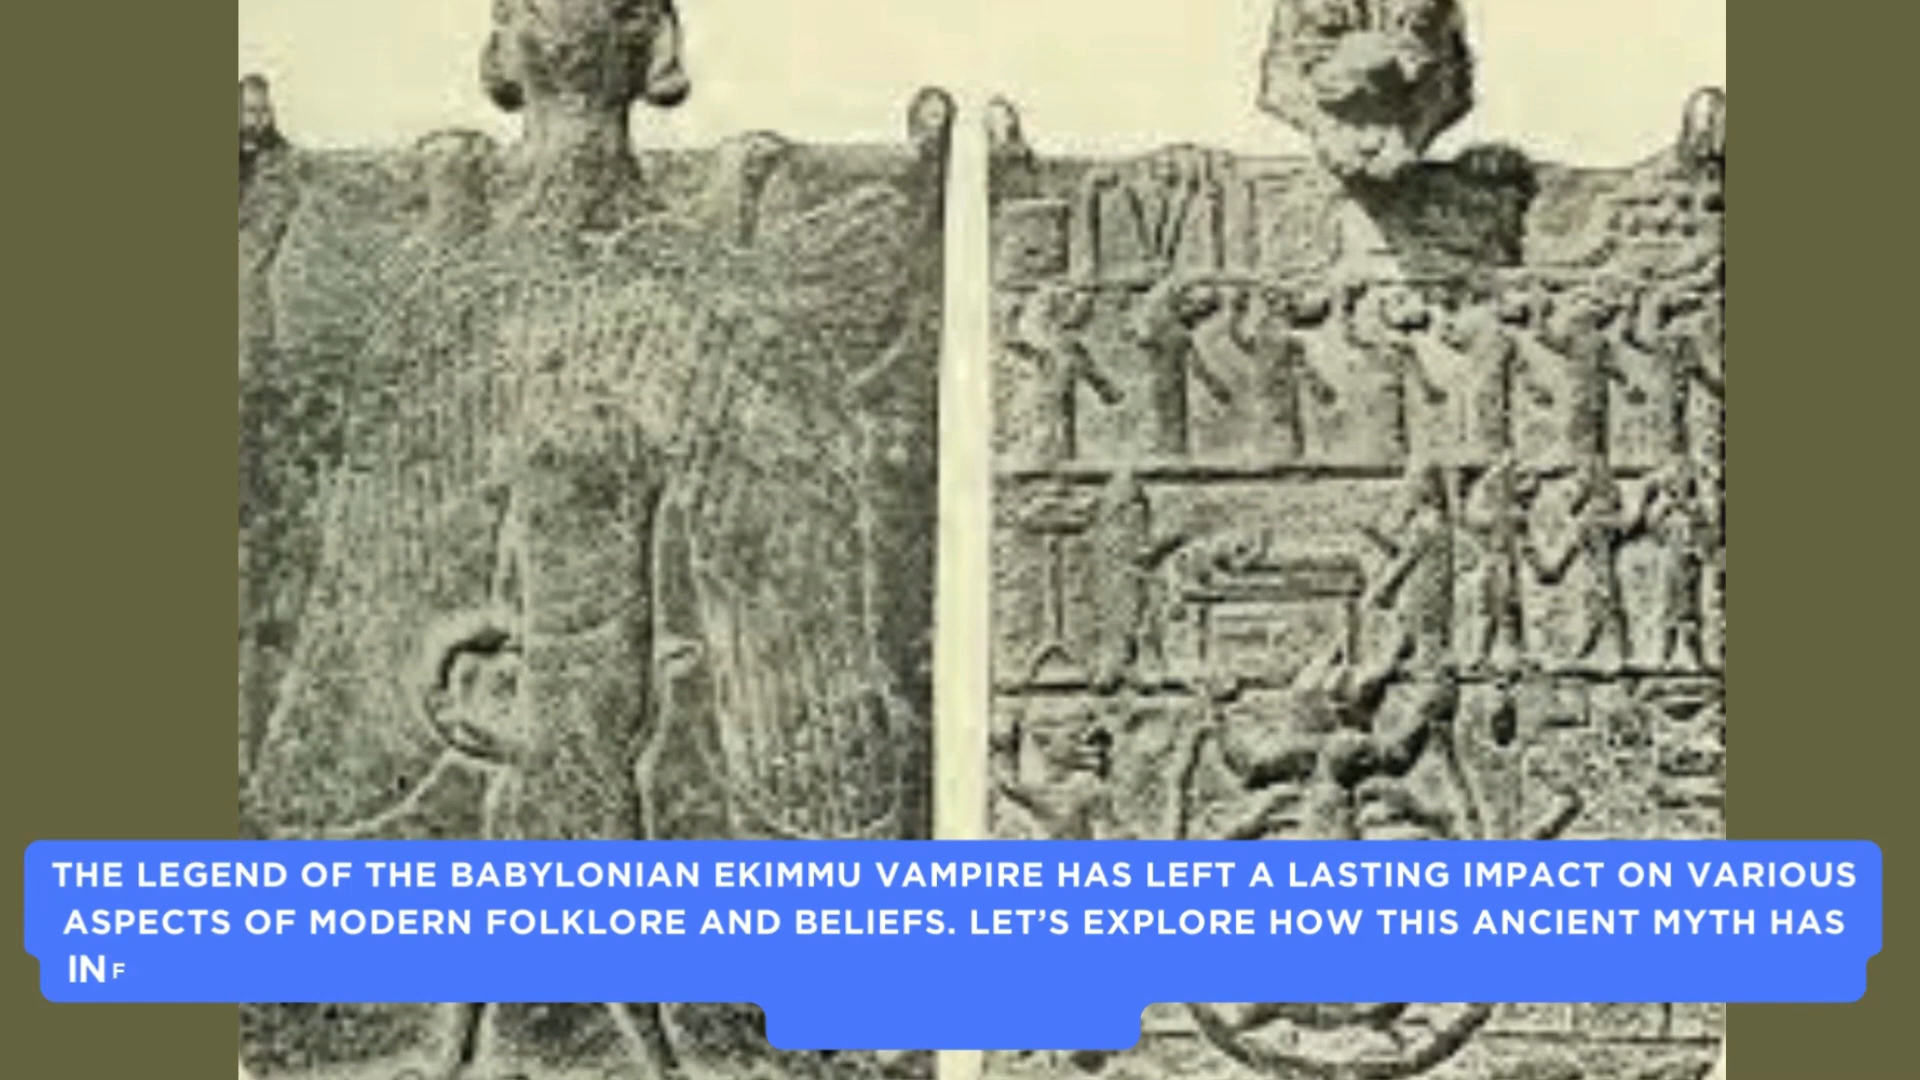 THE LEGEND OF THE BABYLONIAN EKIMMU VAMPIRE HAS LEFT A LASTING IMPACT ON VARIOUS
ASPECTS OF MODERN FOLKLORE AND BELIEFS. LET’S EXPLORE HOW THIS ANCIENT MYTH HAS
INF